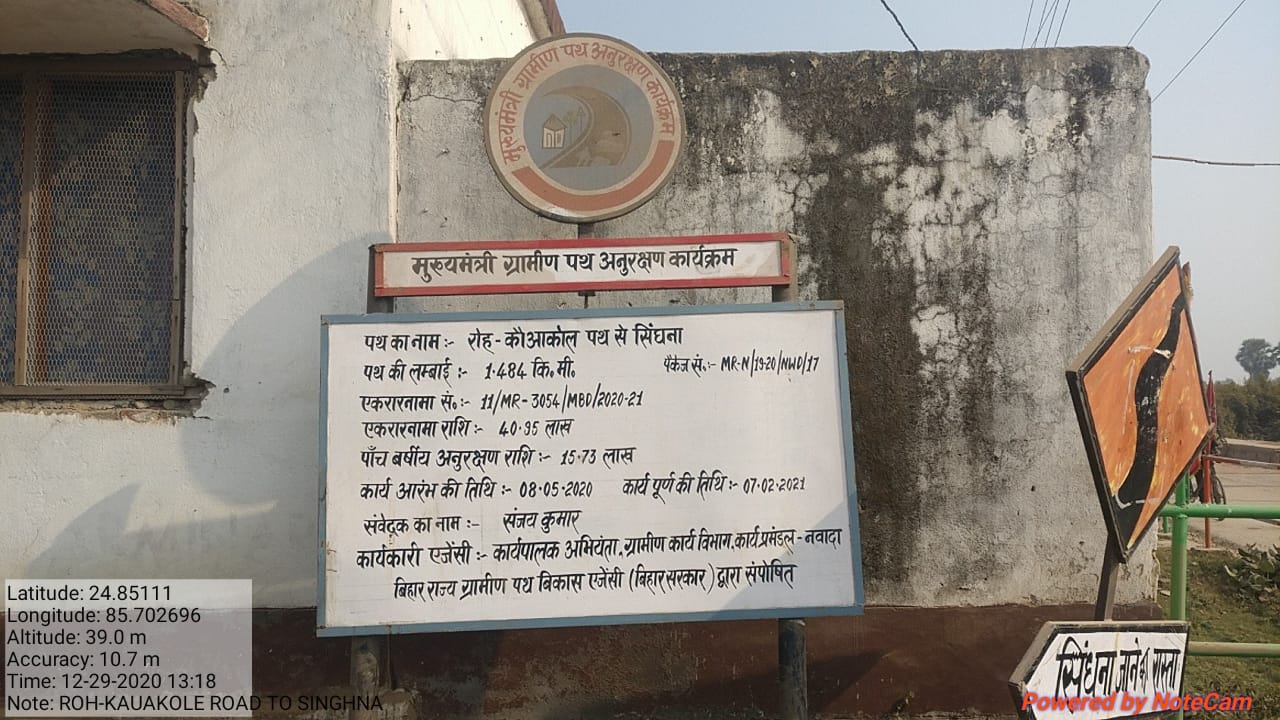 मुख्यमंत्री ग्रामीण पथ अनुरक्षण कार्यक्रम
मुख्यमंत्री ग्रामीण पथ अनुरक्षण कार्यक्रम
पथ का नाम :- रोह-कौआकोल पथ से सिंघना
पथ की लम्बाई :- 1.484 कि.मी. पैकेज सं.:- MR-N/19-20/NWD/17
एकरारनामा सं०:- 11/MR-3054/MBD/2020-21
एकरारनामा राशि :- 40.95 लाख
पाँच बर्षीय अनुरक्षण राशि :- 15.73 लाख
कार्य आरंभ की तिथि :- 08.05.2020 कार्य पूर्ण की तिथि :- 07.02.2021
संवेदक का नाम :- संजय कुमार
कार्यकारी एजेंसी :- कार्यपालक अभियंता, ग्रामीण कार्य विभाग, कार्य प्रमंडल - नवादा
बिहार राज्य ग्रामीण पथ विकास एजेंसी (बिहार सरकार) द्वारा संपोषित
सिंघना जाने का रास्ता
Latitude: 24.85111
Longitude: 85.702696
Altitude: 39.0 m
Accuracy: 10.7 m
Time: 12-29-2020 13:18
Note: ROH-KAUAKOLE ROAD TO SINGHNA
Powered by NoteCam